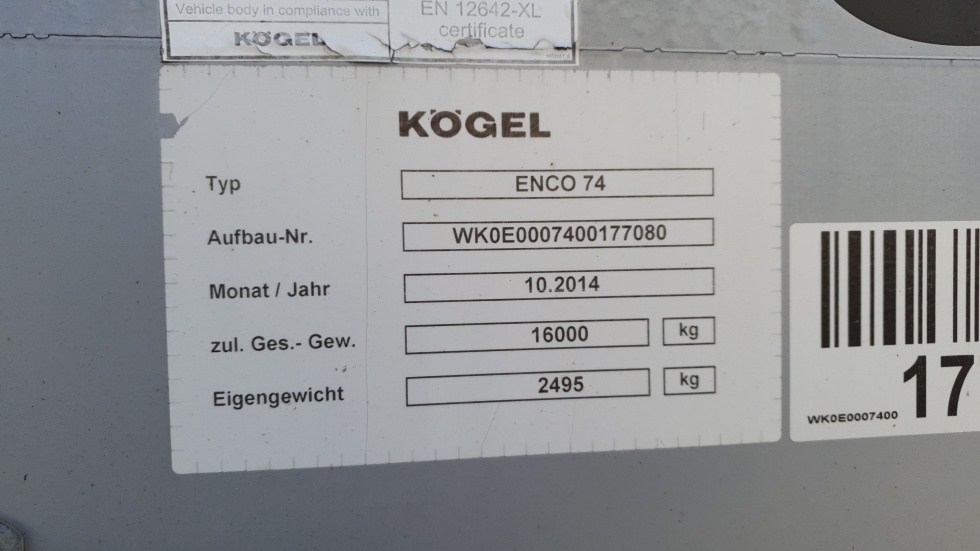 Vehicle body in compliance with
KÖGEL
EN 12642-XL
certificate
KÖGEL
Typ ENCO 74
Aufbau-Nr. WK0E0007400177080
Monat / Jahr 10.2014
zul. Ges.- Gew. 16000 kg
Eigengewicht 2495 kg
WK0E0007400 17